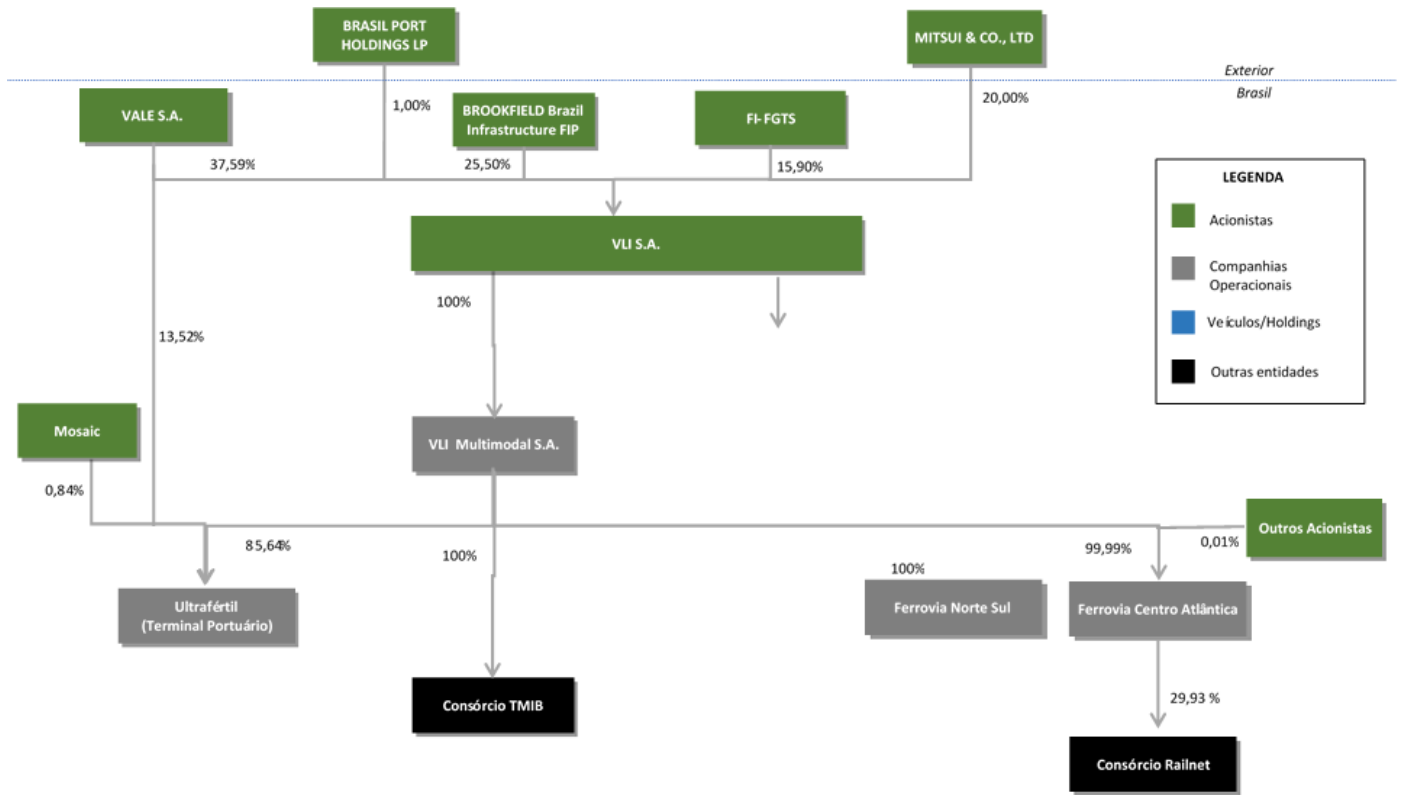 BRASIL PORT
HOLDINGS LP
MITSUI & CO., LTD
Exterior
Brasil
VALE S.A.
1,00%
BROOKFIELD Brazil
Infrastructure FIP
FI- FGTS
20,00%
37,59%
25,50%
15,90%
LEGENDA
Acionistas
Companhias
Operacionais
Veículos/Holdings
Outras entidades
VLI S.A.
100%
13,52%
Mosaic
VLI Multimodal S.A.
0,84%
85,64%
100%
99,99%
0,01%
Outros Acionistas
100%
Ultrafértil
(Terminal Portuário)
Ferrovia Norte Sul
Ferrovia Centro Atlântica
Consórcio TMIB
29,93 %
Consórcio Railnet